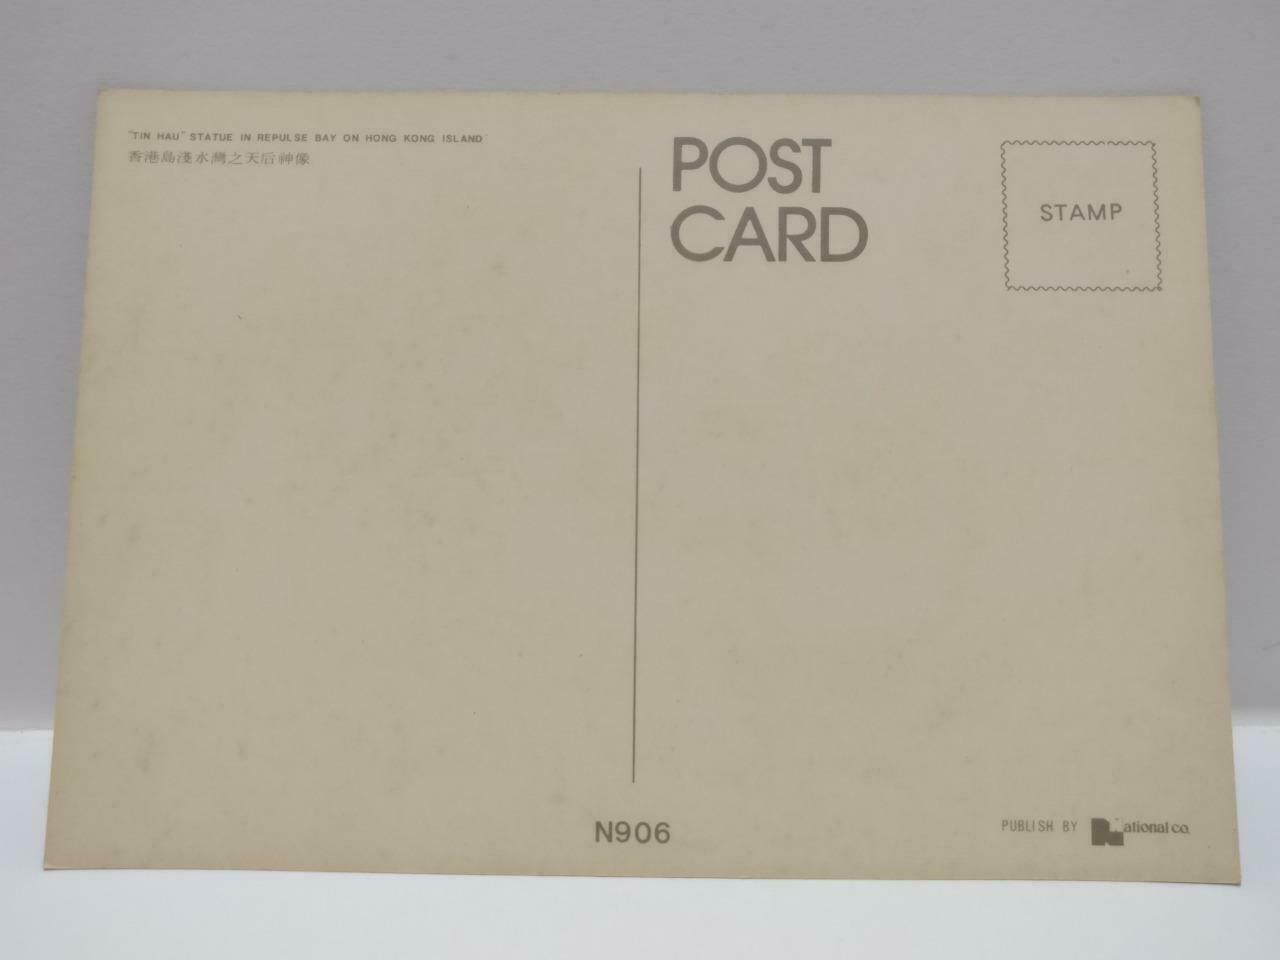 "TIN HAU" STATUE IN REPULSE BAY ON HONG KONG ISLAND
香港島淺水灣之天后神像
POST
CARD
STAMP
N906
PUBLISH BY National co.